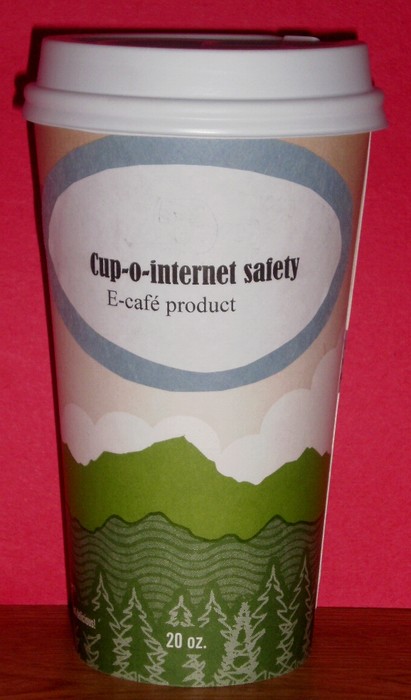 Cup-o-internet safety
E-café product
20 oz.